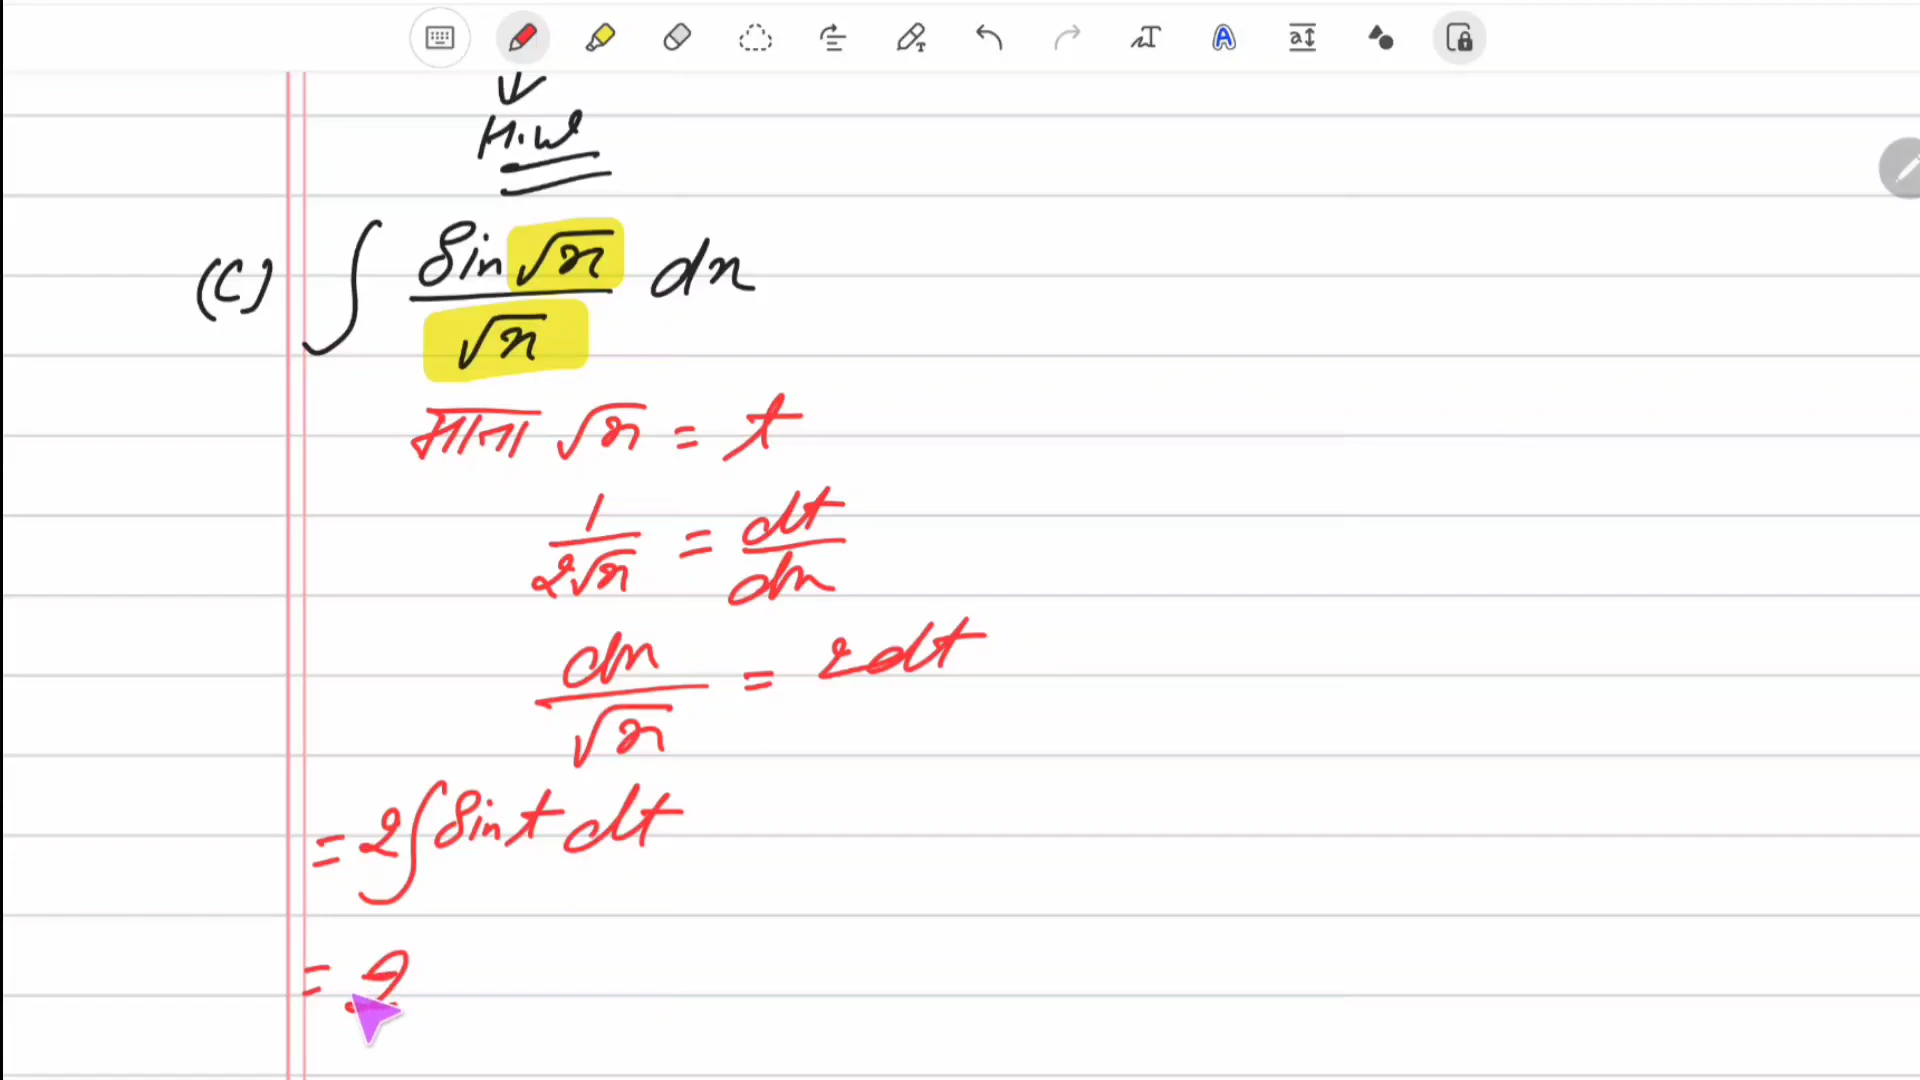 H.W
(C) ∫ sin√x / √x dx
माना √x = t
1 / 2√x = dt / dx
dx / √x = 2dt
= 2∫ sin t dt
= 2